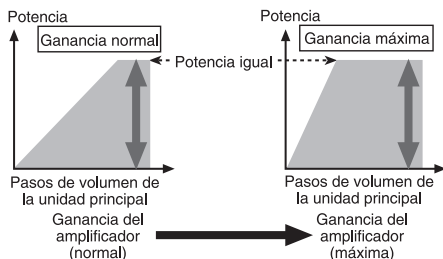 Potencia
Ganancia normal
Potencia igual
Pasos de volumen de
la unidad principal
Ganancia del
amplificador
(normal)
Potencia
Ganancia máxima
Pasos de volumen de
la unidad principal
Ganancia del
amplificador
(máxima)